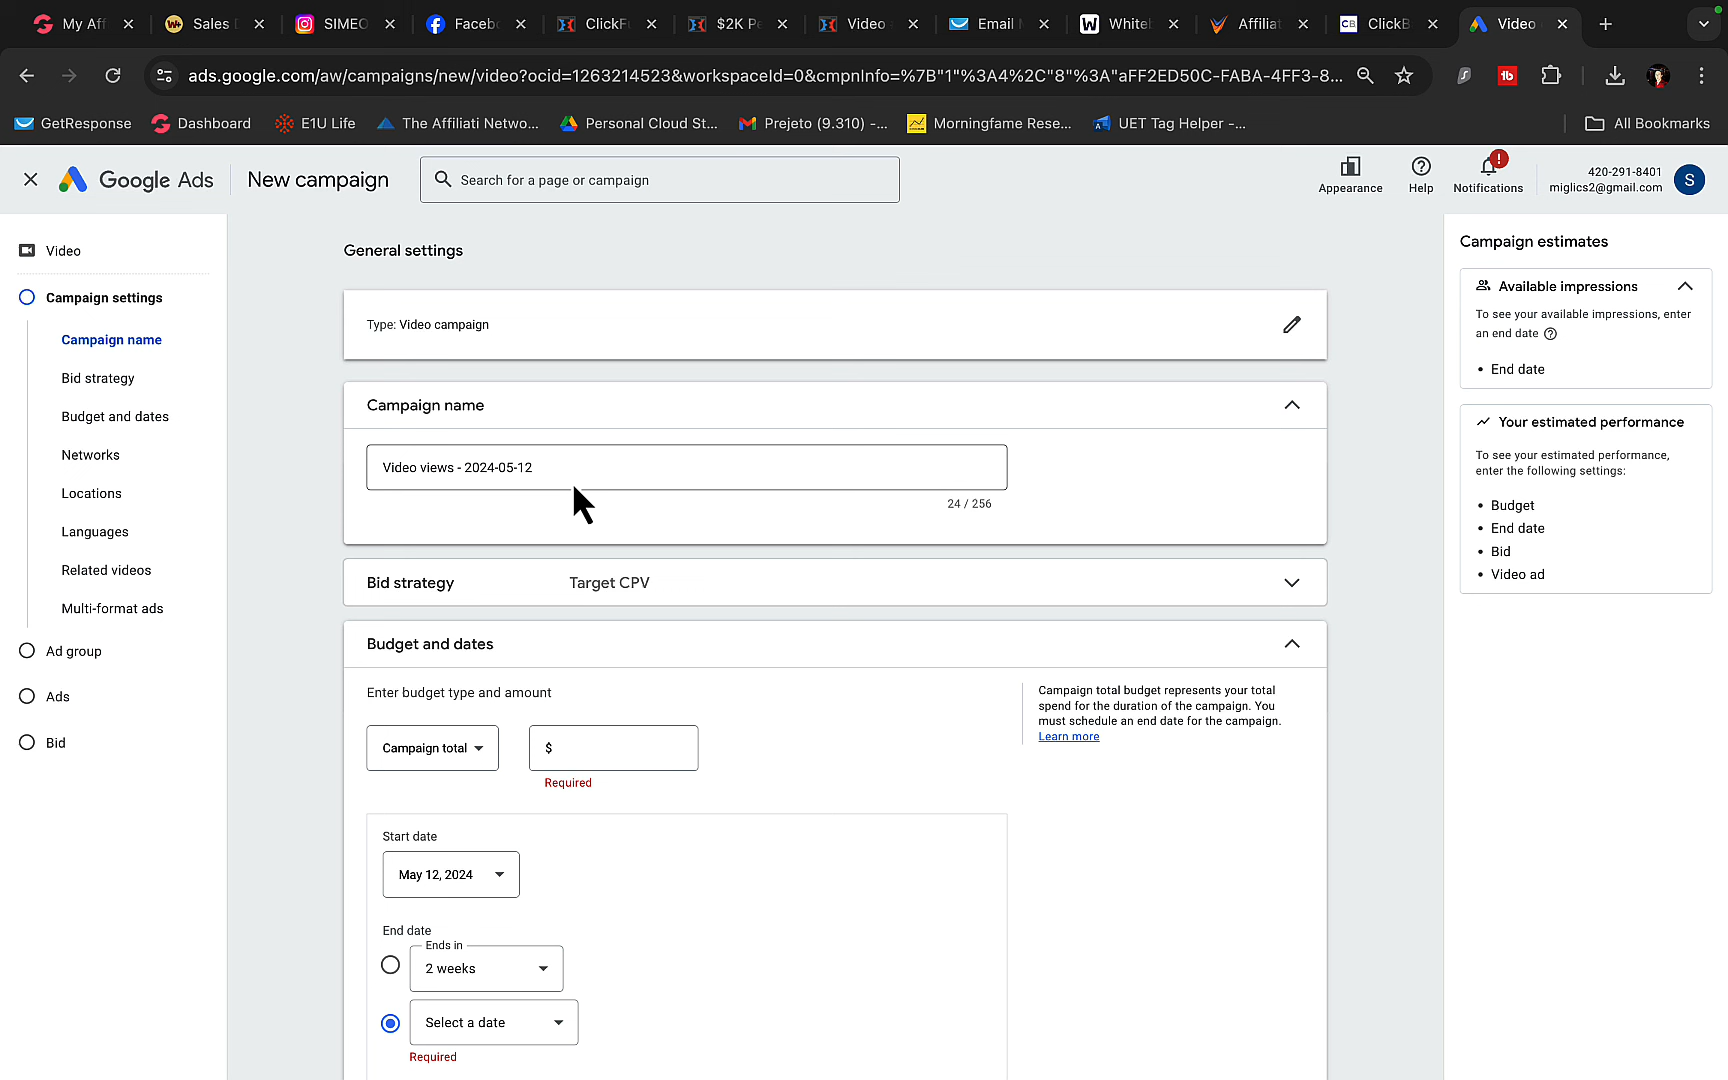 My Aff
Sales
SIMEO
Facebo
ClickFu
$2K Pe
Video
Email
Whiteb
Affiliat
ClickB
Video
ads.google.com/aw/campaigns/new/video?ocid=1263214523&workspaceId=0&cmpnInfo=%7B"1"%3A4%2C"8"%3A"aFF2ED50C-FABA-4FF3-8...
GetResponse
Dashboard
E1U Life
The Affiliati Netwo...
Personal Cloud St...
Prejeto (9.310) -...
Morningfame Rese...
UET Tag Helper -...
All Bookmarks
Google Ads
New campaign
Search for a page or campaign
Appearance
Help
Notifications
420-291-8401
miglics2@gmail.com
S
Video
Campaign settings
Campaign name
Bid strategy
Budget and dates
Networks
Locations
Languages
Related videos
Multi-format ads
Ad group
Ads
Bid
General settings
Type: Video campaign
Campaign name
Video views - 2024-05-12
24 / 256
Bid strategy
Target CPV
Budget and dates
Enter budget type and amount
Campaign total
$
Required
Campaign total budget represents your total
spend for the duration of the campaign. You
must schedule an end date for the campaign.
Learn more
Start date
May 12, 2024
End date
Ends in
2 weeks
Select a date
Required
Campaign estimates
Available impressions
To see your available impressions, enter
an end date
• End date
Your estimated performance
To see your estimated performance,
enter the following settings:
• Budget
• End date
• Bid
• Video ad